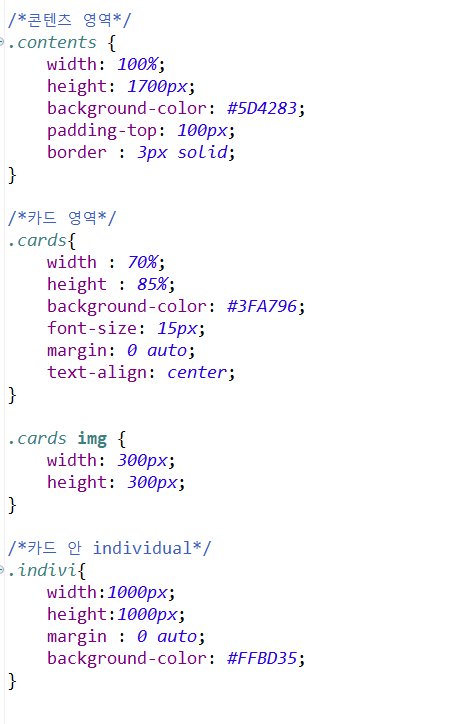 /*콘텐츠 영역*/
.contents {
width: 100%;
height: 1700px;
background-color: #5D4283;
padding-top: 100px;
border : 3px solid;
}
/*카드 영역*/
.cards{
width : 70%;
height : 85%;
background-color: #3FA796;
font-size: 15px;
margin: 0 auto;
text-align: center;
}
.cards img {
width: 300px;
height: 300px;
}
/*카드 안 individual*/
.indivi{
width:1000px;
height:1000px;
margin : 0 auto;
background-color: #FFBD35;
}